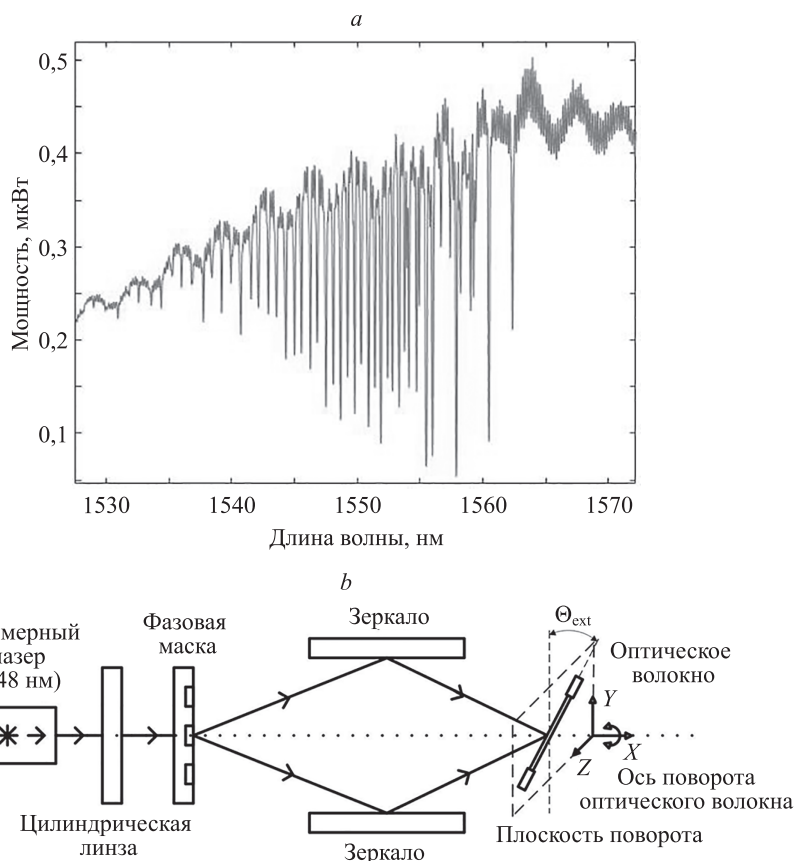 a
0,5
0,4
0,3
0,2
0,1
Мощность, мкВт
1530
1540
1550
1560
1570
Длина волны, нм
b
мерный
48 нм)
Фазовая
маска
Зеркало
Θext
Оптическое
волокно
Y
X
Z
Ось поворота
оптического волокна
Цилиндрическая
линза
Зеркало
Плоскость поворота